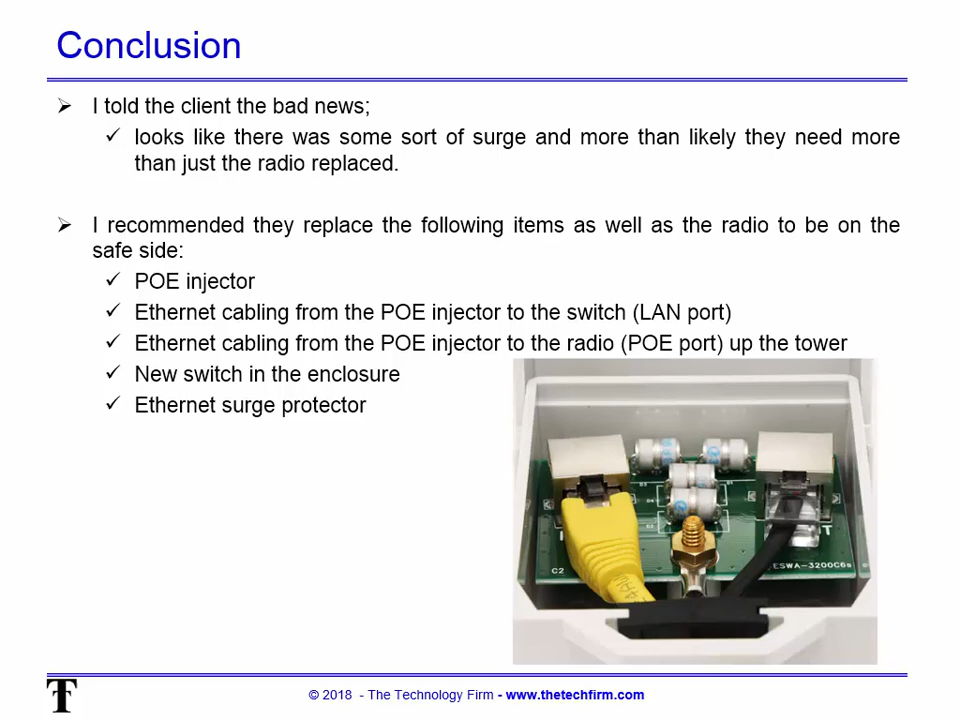 Conclusion
I told the client the bad news;
looks like there was some sort of surge and more than likely they need more
than just the radio replaced.
I recommended they replace the following items as well as the radio to be on the
safe side:
POE injector
Ethernet cabling from the POE injector to the switch (LAN port)
Ethernet cabling from the POE injector to the radio (POE port) up the tower
New switch in the enclosure
Ethernet surge protector
C2
ESWA-3200C6s
T
© 2018 - The Technology Firm - www.thetechfirm.com